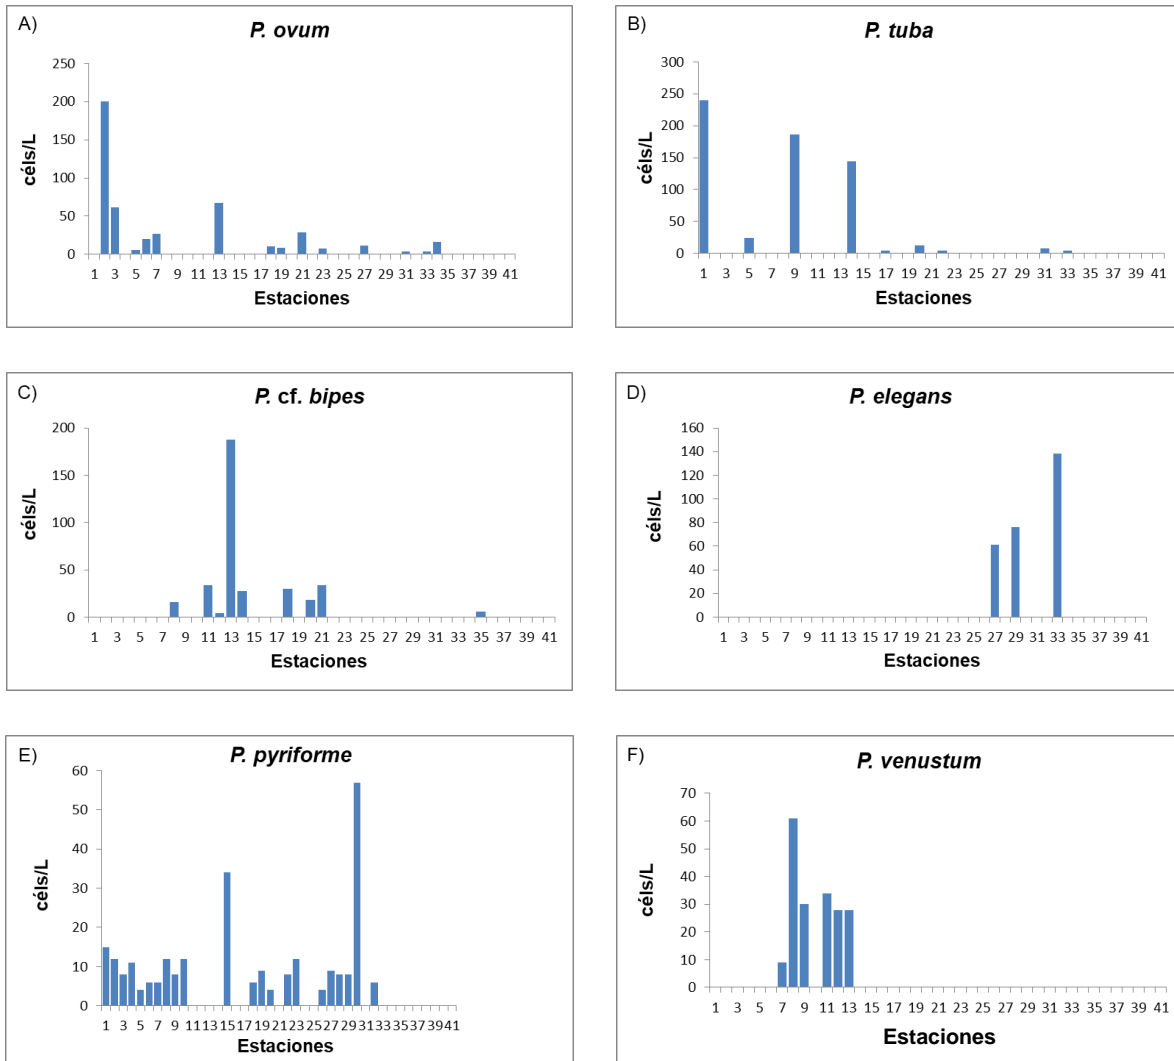 A)
P. ovum
céls/L
250
200
150
100
50
0
1 3 5 7 9 11 13 15 17 19 21 23 25 27 29 31 33 35 37 39 41
Estaciones
B)
P. tuba
céls/L
300
250
200
150
100
50
0
1 3 5 7 9 11 13 15 17 19 21 23 25 27 29 31 33 35 37 39 41
Estaciones
C)
P. cf. bipes
céls/L
200
150
100
50
0
1 3 5 7 9 11 13 15 17 19 21 23 25 27 29 31 33 35 37 39 41
Estaciones
D)
P. elegans
céls/L
160
140
120
100
80
60
40
20
0
1 3 5 7 9 11 13 15 17 19 21 23 25 27 29 31 33 35 37 39 41
Estaciones
E)
P. pyriforme
céls/L
60
50
40
30
20
10
0
1 3 5 7 9 11 13 15 17 19 21 23 25 27 29 31 33 35 37 39 41
Estaciones
F)
P. venustum
céls/L
70
60
50
40
30
20
10
0
1 3 5 7 9 11 13 15 17 19 21 23 25 27 29 31 33 35 37 39 41
Estaciones